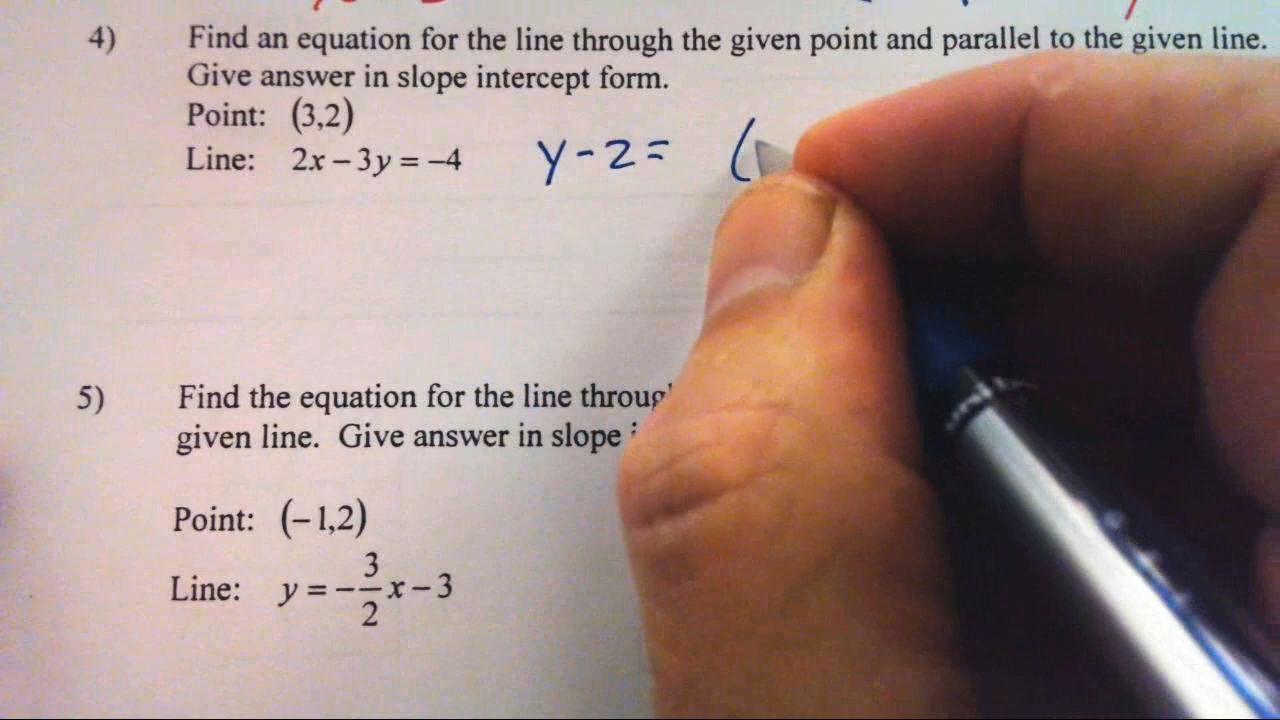 4) Find an equation for the line through the given point and parallel to the given line.
Give answer in slope intercept form.
Point: (3,2)
Line: 2x – 3y = –4 y - 2 = (
5) Find the equation for the line
given line. Give answer in slope
Point: (– 1,2)
Line: y = –3/2x – 3